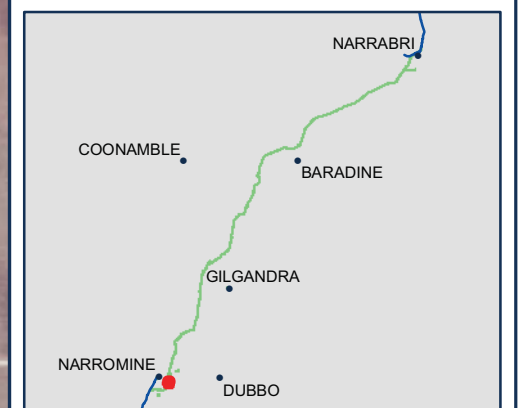 NARRABRI
COONAMBLE
BARADINE
GILGANDRA
NARROMINE
DUBBO